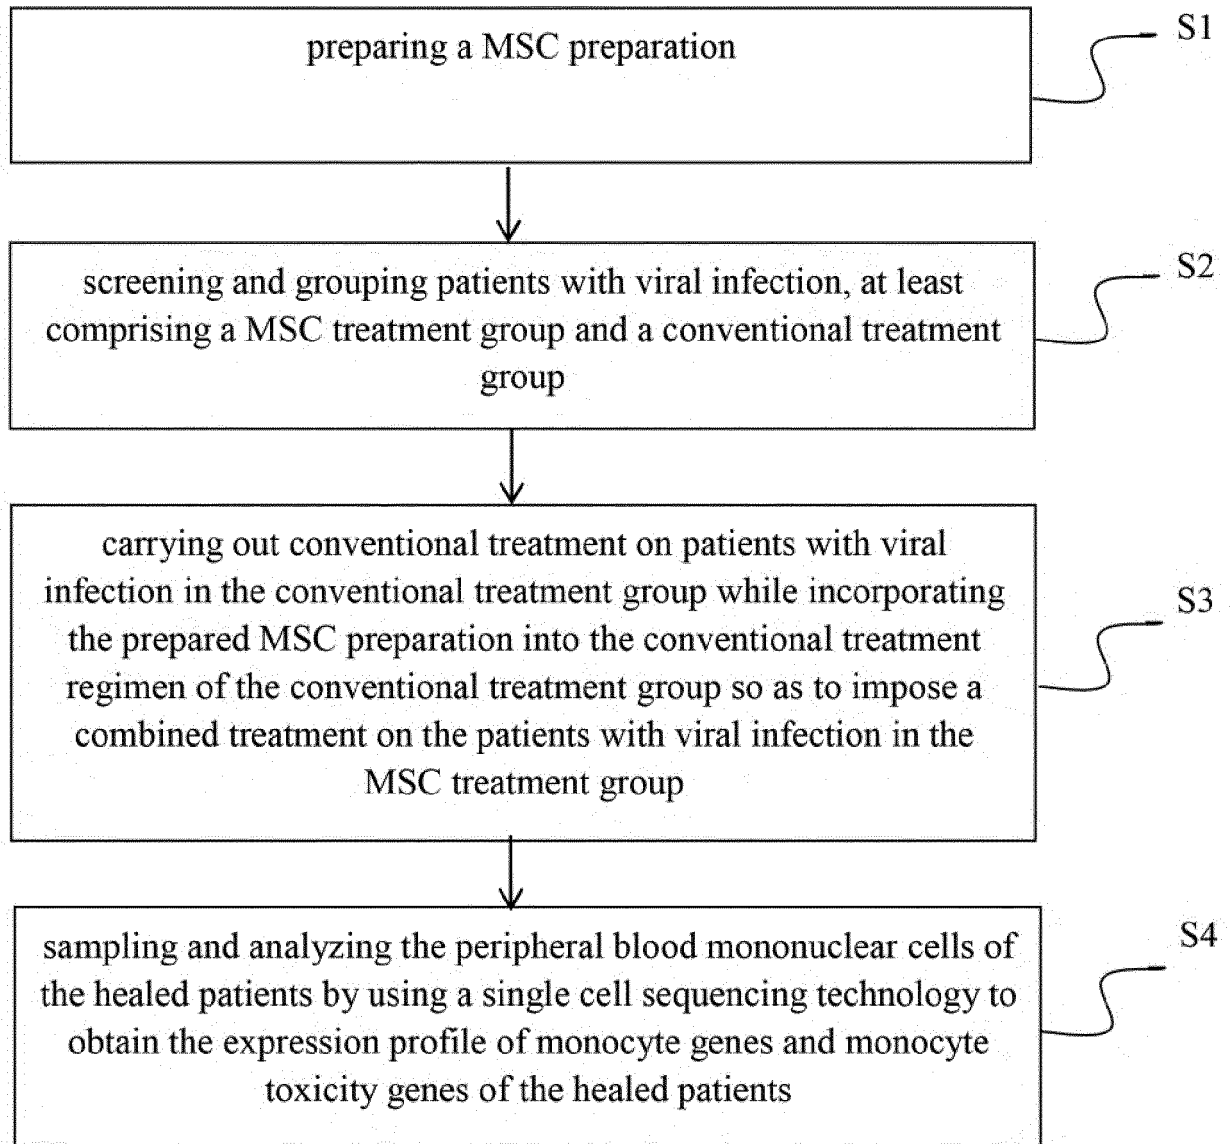 preparing a MSC preparation
S1
screening and grouping patients with viral infection, at least
comprising a MSC treatment group and a conventional treatment
group
S2
carrying out conventional treatment on patients with viral
infection in the conventional treatment group while incorporating
the prepared MSC preparation into the conventional treatment
regimen of the conventional treatment group so as to impose a
combined treatment on the patients with viral infection in the
MSC treatment group
S3
sampling and analyzing the peripheral blood mononuclear cells of
the healed patients by using a single cell sequencing technology to
obtain the expression profile of monocyte genes and monocyte
toxicity genes of the healed patients
S4